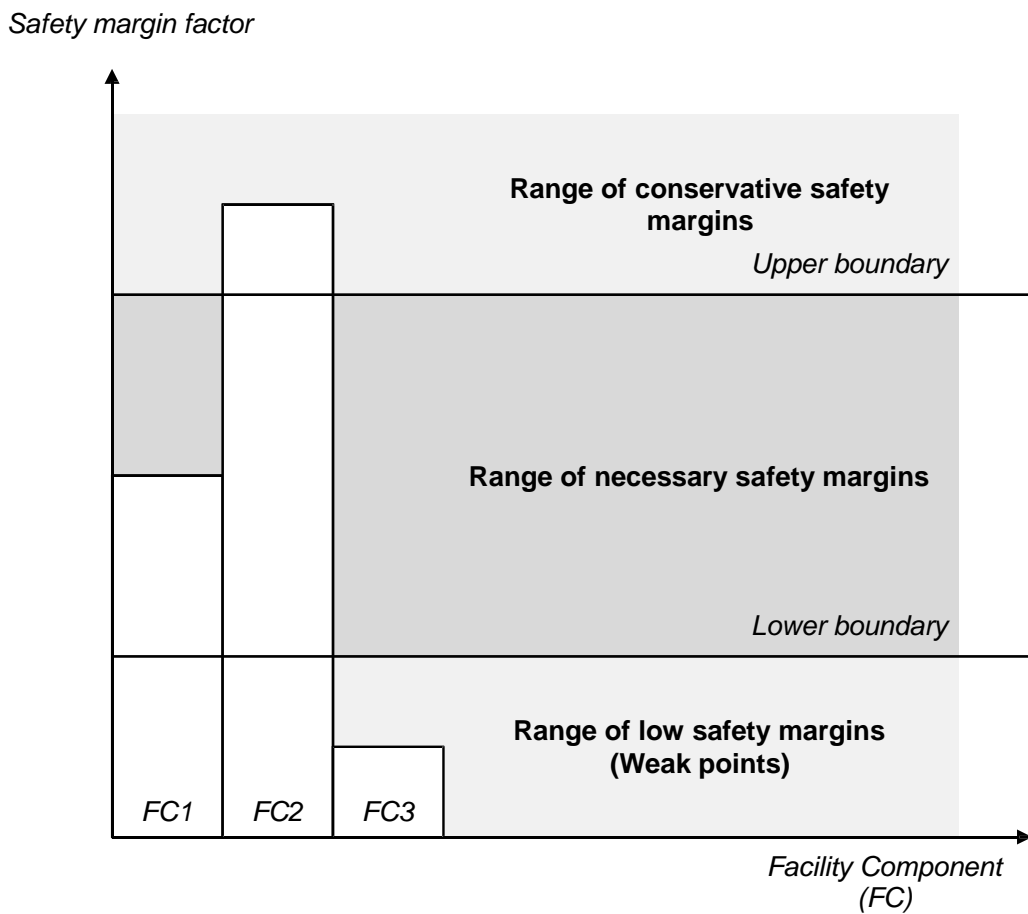 Safety margin factor
Range of conservative safety
margins
Upper boundary
Range of necessary safety margins
Lower boundary
Range of low safety margins
(Weak points)
FC1
FC2
FC3
Facility Component
(FC)